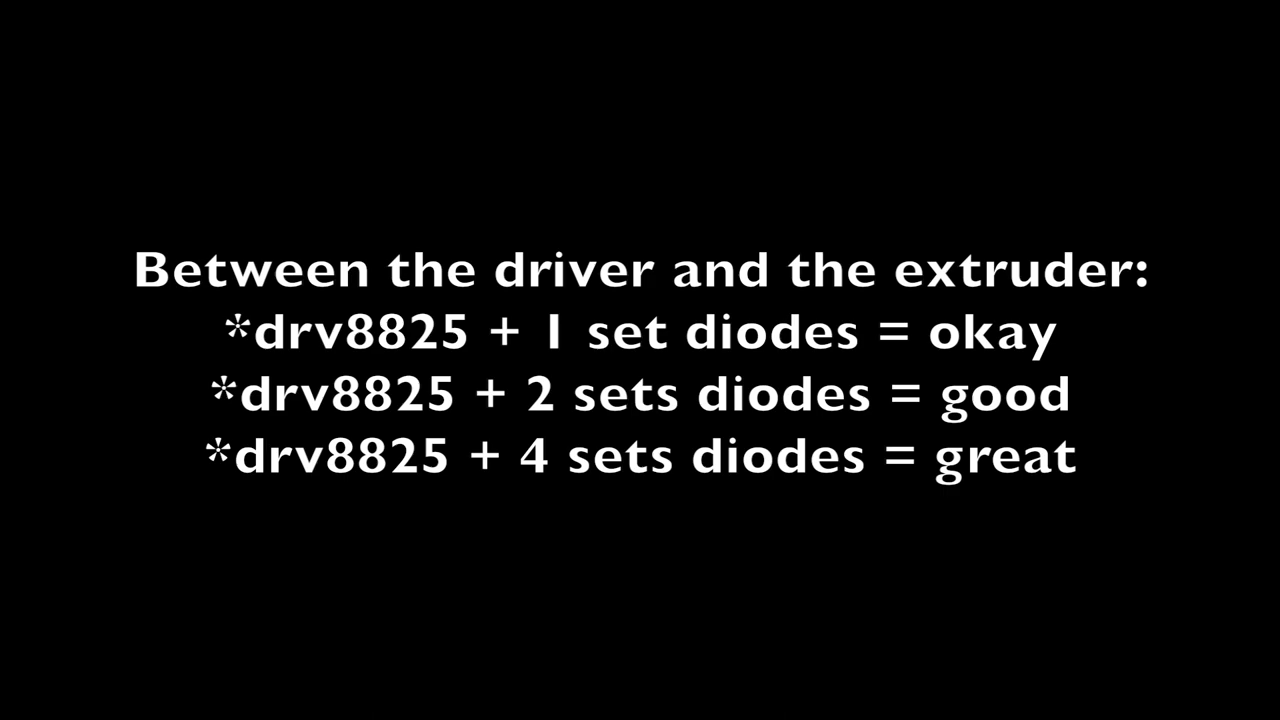 Between the driver and the extruder:
*drv8825 + 1 set diodes = okay
*drv8825 + 2 sets diodes = good
*drv8825 + 4 sets diodes = great